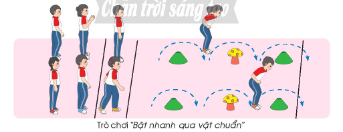 Chân trời sáng tạo
Trò chơi "Bật nhanh qua vật chuẩn"